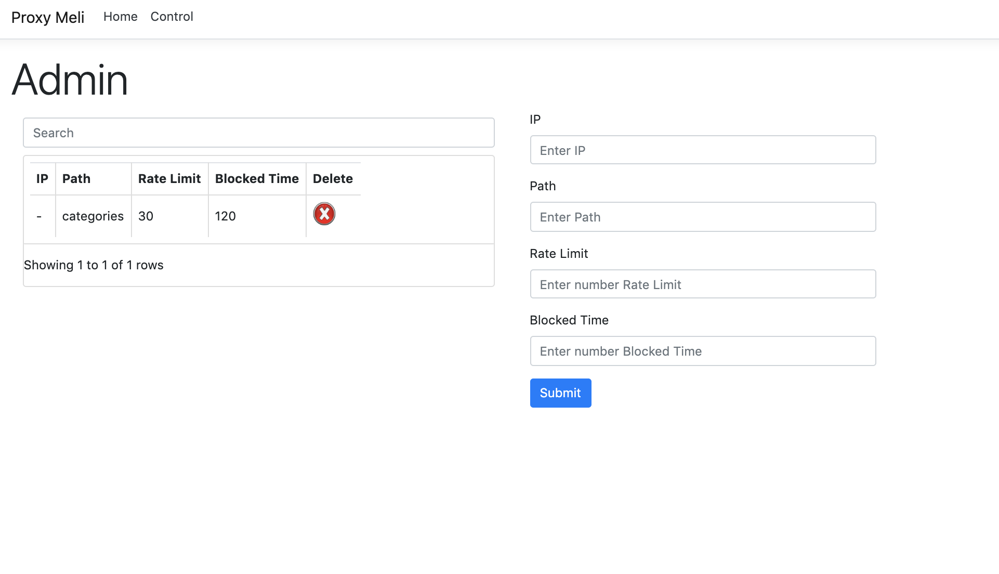 Proxy Meli Home Control
Admin
Search
IP Path Rate Limit Blocked Time Delete
- categories 30 120
Showing 1 to 1 of 1 rows
IP
Enter IP
Path
Enter Path
Rate Limit
Enter number Rate Limit
Blocked Time
Enter number Blocked Time
Submit